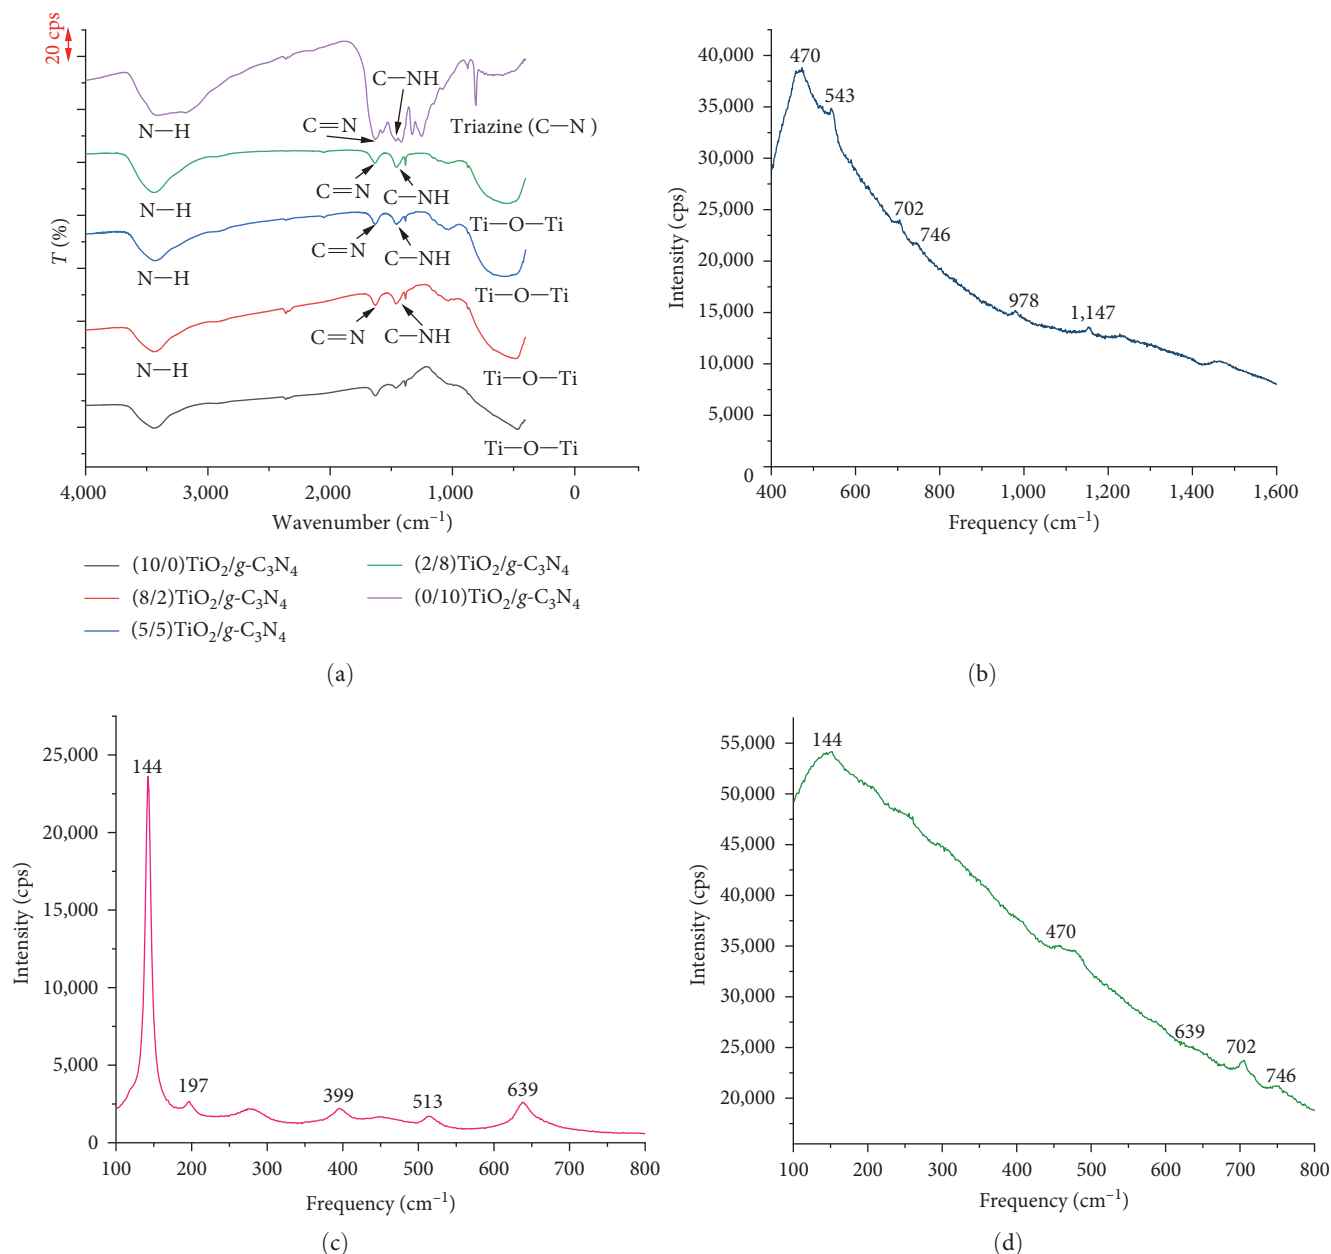 20 cps
T (%)
C—NH
C=N
N—H
Triazine (C—N )
C=N
C—NH
N—H
Ti—O—Ti
C=N
C—NH
N—H
Ti—O—Ti
C=N
C—NH
N—H
Ti—O—Ti
Ti—O—Ti
4,000 3,000 2,000 1,000 0
Wavenumber (cm⁻¹)
(10/0)TiO₂/g-C₃N₄
(8/2)TiO₂/g-C₃N₄
(5/5)TiO₂/g-C₃N₄
(2/8)TiO₂/g-C₃N₄
(0/10)TiO₂/g-C₃N₄
(a)
40,000
35,000
30,000
25,000
20,000
15,000
10,000
5,000
0
Intensity (cps)
470
543
702
746
978
1,147
400 600 800 1,000 1,200 1,400 1,600
Frequency (cm⁻¹)
(b)
25,000
20,000
15,000
10,000
5,000
0
Intensity (cps)
144
197
399
513
639
100 200 300 400 500 600 700 800
Frequency (cm⁻¹)
(c)
55,000
50,000
45,000
40,000
35,000
30,000
25,000
20,000
Intensity (cps)
144
470
639
702
746
100 200 300 400 500 600 700 800
Frequency (cm⁻¹)
(d)